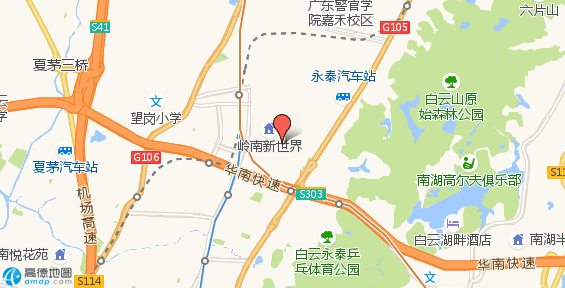 广东警官学
院嘉禾校区
六片山
S41
G105
夏茅三桥
永泰汽车站
白云山原
始森林公园
白云
学
望岗小学
岭南新世界
G106
夏茅汽车站
华南快速
南湖高尔夫俱乐部
S11
机场高速
S303
白云湖畔酒店
南湖半
南悦花苑
白云永泰乒
乓体育公园
华南快速
S114
高德地图
amap.com